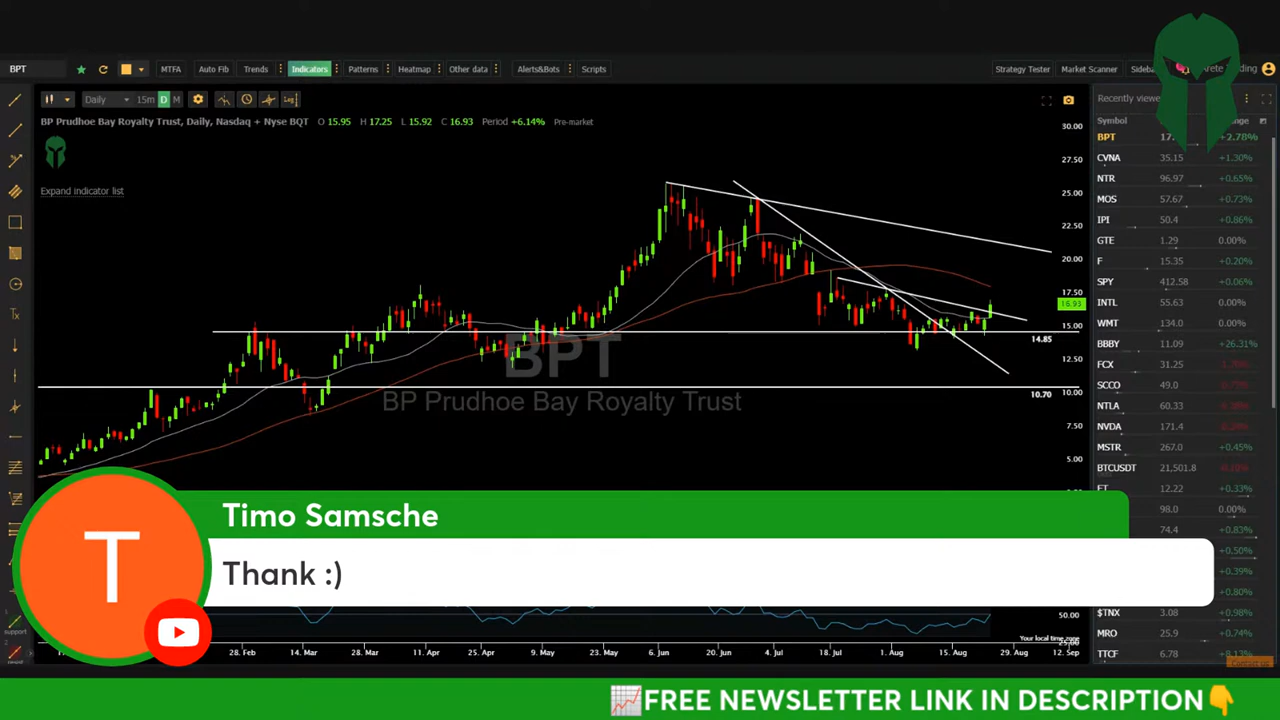 BPT
MTFA
Auto Fib
Trends
Indicators
Patterns
Heatmap
Other data
Alerts&Bots
Scripts
Strategy Tester
Market Scanner
Daily
15m
D
M
Log
BP Prudhoe Bay Royalty Trust, Daily, Nasdaq + Nyse BQT O 15.95 H 17.25 L 15.92 C 16.93 Period +6.14% Pre-market
Expand indicator list
30.00
27.50
25.00
22.50
20.00
17.50
16.93
15.00
14.85
12.50
10.70
10.00
7.50
5.00
BPT
BP Prudhoe Bay Royalty Trust
Symbol
BPT +2.78%
CVNA 35.15 +1.30%
NTR 96.97 +0.65%
MOS 57.67 +0.73%
IPI 50.4 +0.86%
GTE 1.29 0.00%
F 15.35 +0.20%
SPY 412.58 +0.06%
INTL 55.63 0.00%
WMT 134.0 0.00%
BBBY 11.09 +26.31%
FCX 31.25
SCCO 49.0
NTLA 60.33
NVDA 171.4
MSTR 267.0 +0.45%
BTCUSDT 21,501.8
ET 12.22 +0.33%
98.0 0.00%
74.4 +0.83%
+0.50%
+0.39%
+0.80%
$TNX 3.08 +0.98%
MRO 25.9 +0.74%
TTCF 6.78 +8.13%
Contact us
T
Timo Samsche
Thank :)
support
50.00
Your local time zone
28. Feb
14. Mar
28. Mar
11. Apr
25. Apr
9. May
23. May
6. Jun
20. Jun
4. Jul
18. Jul
1. Aug
15. Aug
29. Aug
12. Sep
📈FREE NEWSLETTER LINK IN DESCRIPTION👇